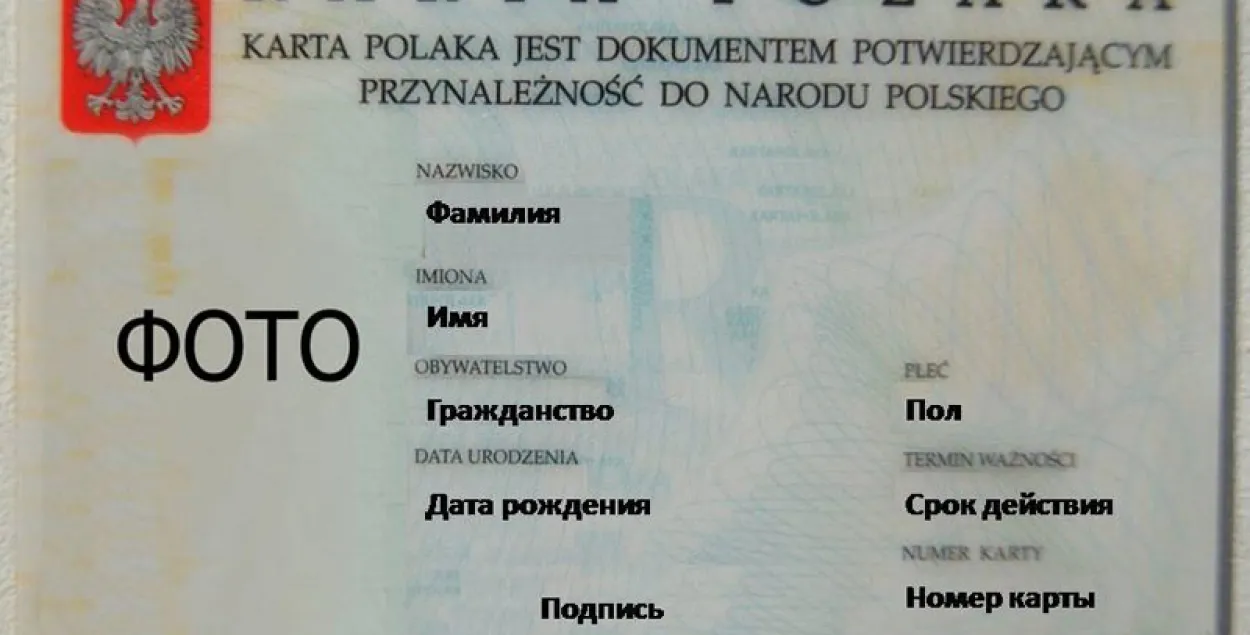 KARTA POLAKA JEST DOKUMENTEM POTWIERDZAJĄCYM
PRZYNALEŻNOŚĆ DO NARODU POLSKIEGO
NAZWISKO
Фамилия
IMIONA
Имя
ФОТО
OBYWATELSTWO
PŁEĆ
Гражданство
Пол
DATA URODZENIA
TERMIN WAŻNOŚCI
Дата рождения
Срок действия
NUMER KARTY
Номер карты
Подпись